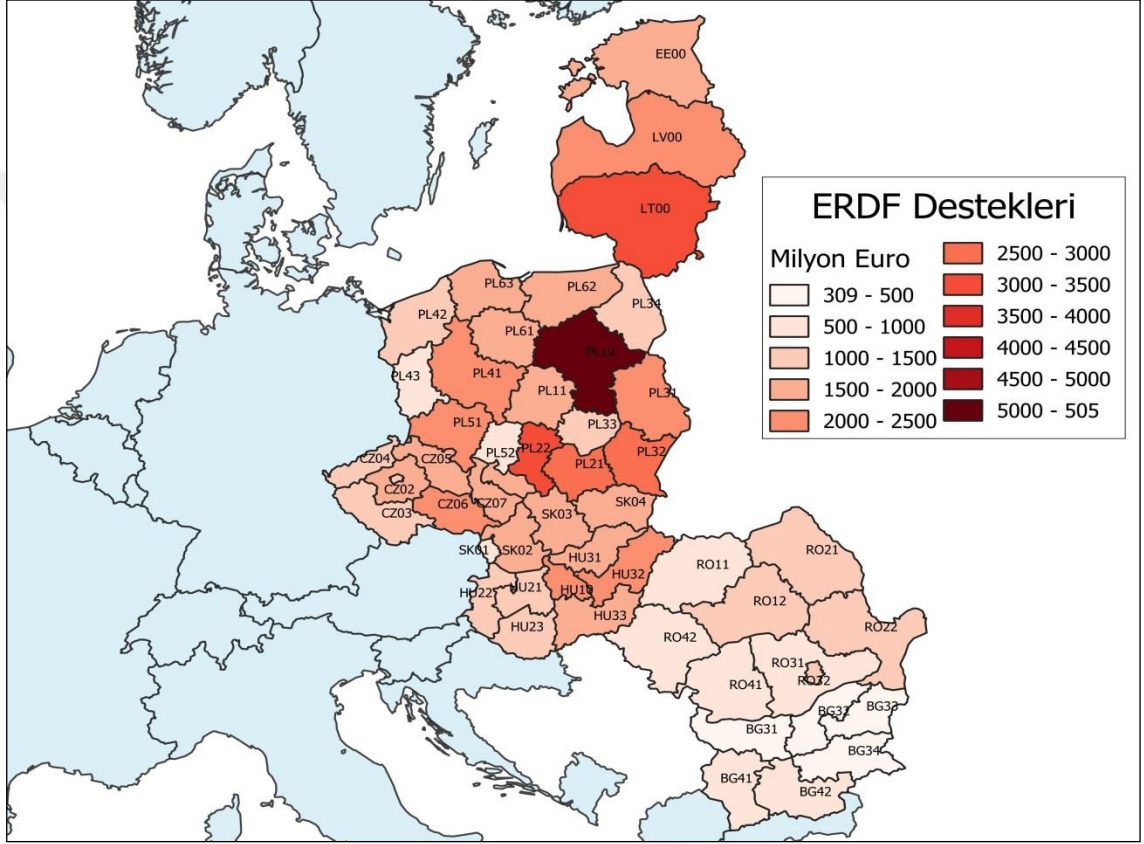 EE00
LV00
LT00
ERDF Destekleri
Milyon Euro
309 - 500
500 - 1000
1000 - 1500
1500 - 2000
2000 - 2500
2500 - 3000
3000 - 3500
3500 - 4000
4000 - 4500
4500 - 5000
5000 - 505
PL63
PL62
PL34
PL42
PL61
PL12
PL43
PL41
PL11
PL31
PL51
PL33
PL52
PL22
PL21
PL32
CZ04
CZ05
CZ02
CZ06
CZ07
CZ03
SK03
SK04
SK01
SK02
HU31
HU32
HU22
HU21
HU10
HU33
HU23
RO11
RO21
RO12
RO22
RO42
RO31
RO32
RO41
BG32
BG33
BG31
BG34
BG41
BG42